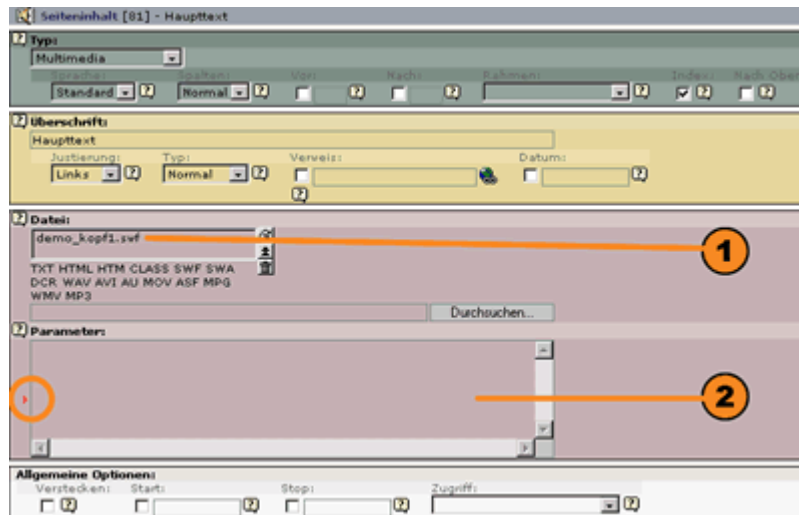 Seiteninhalt [81] - Haupttext
Typ:
Multimedia
Sprache: Spalten: Vor: Nach: Rahmen: Index: Nach Oben
Standard Normal
Überschrift:
Haupttext
Justierung: Typ: Verweis: Datum:
Links Normal
Datei:
demo_kopf1.swf
1
TXT HTML HTM CLASS SWF SWA
DCR WAV AVI AU MOV ASF MPG
WMV MP3
Durchsuchen...
Parameter:
2
Allgemeine Optionen:
Verstecken: Start: Stop: Zugriff: